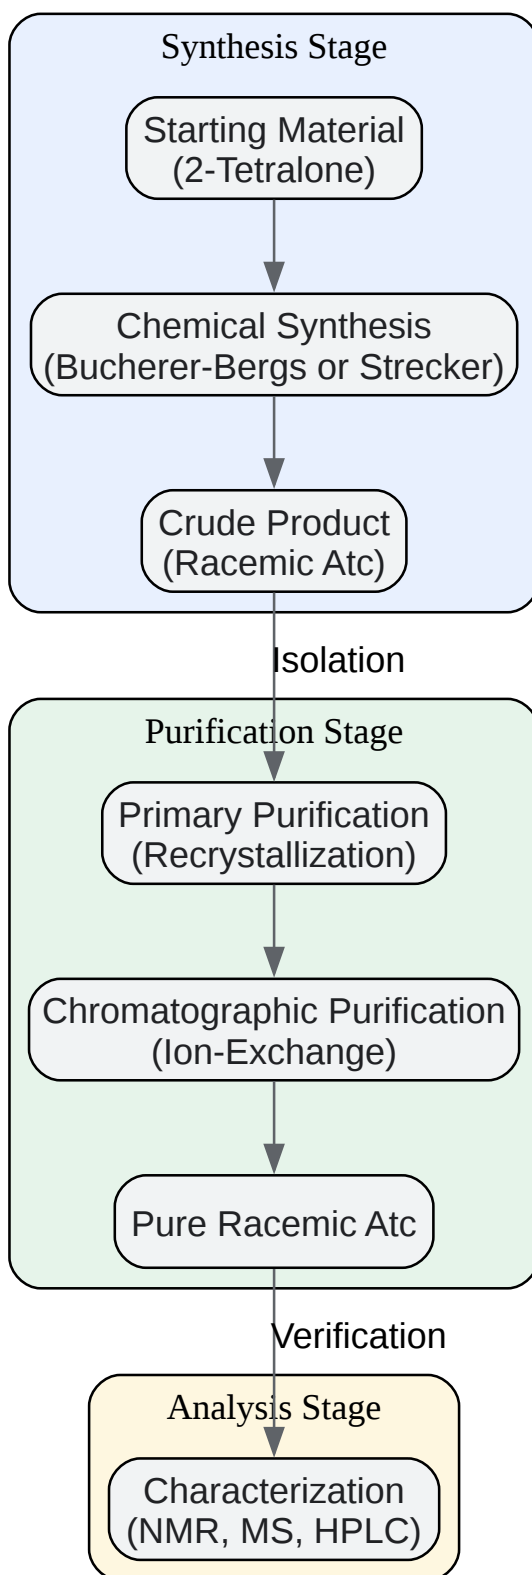 Synthesis Stage
Starting Material
(2-Tetralone)
Chemical Synthesis
(Bucherer-Bergs or Strecker)
Crude Product
(Racemic Atc)
Isolation
Purification Stage
Primary Purification
(Recrystallization)
Chromatographic Purification
(Ion-Exchange)
Pure Racemic Atc
Verification
Analysis Stage
Characterization
(NMR, MS, HPLC)